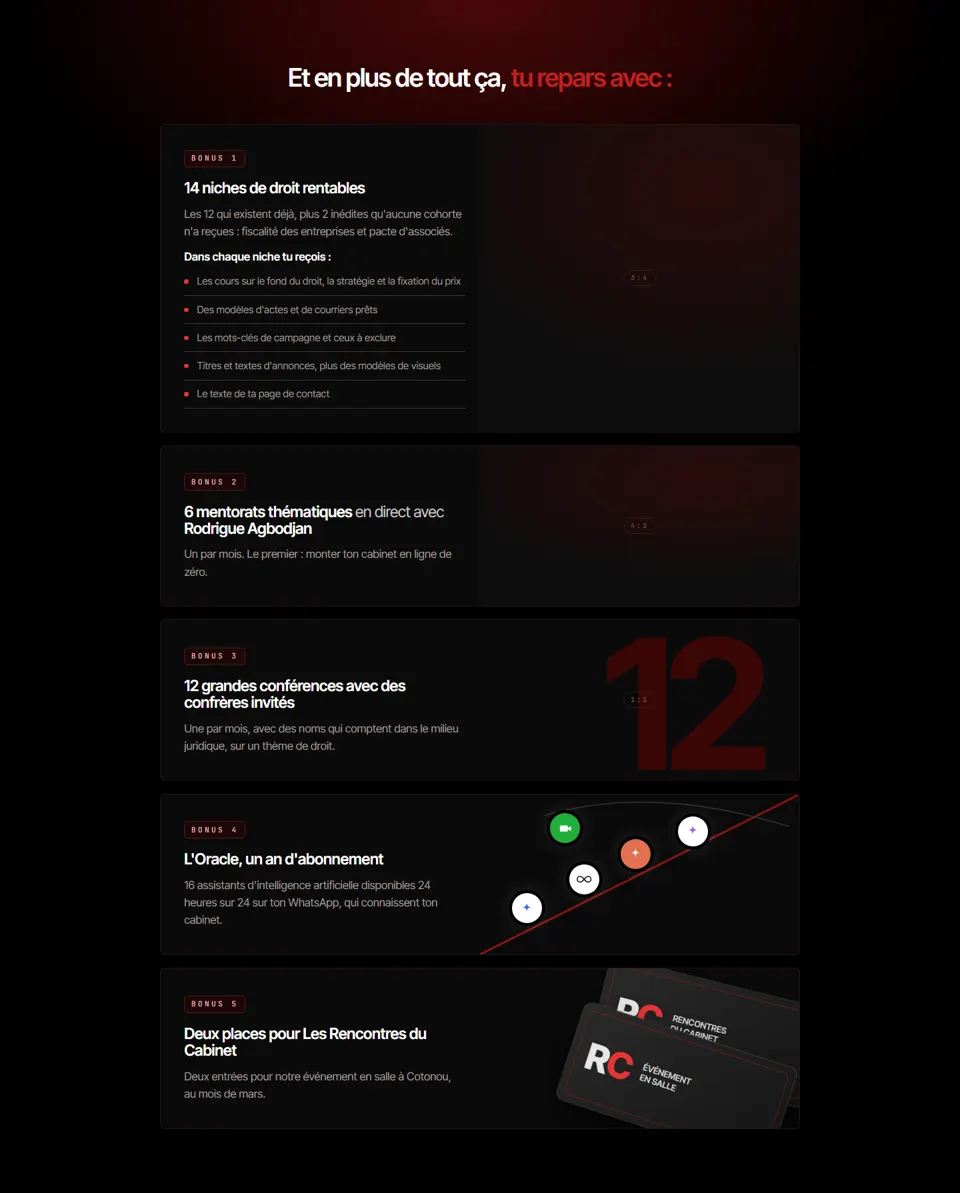 Et en plus de tout ça, tu repars avec :
BONUS 1
14 niches de droit rentables
Les 12 qui existent déjà, plus 2 inédites qu'aucune cohorte
n'a reçues : fiscalité des entreprises et pacte d'associés.
Dans chaque niche tu reçois :
Les cours sur le fond du droit, la stratégie et la fixation du prix
Des modèles d'actes et de courriers prêts
Les mots-clés de campagne et ceux à exclure
Titres et textes d'annonces, plus des modèles de visuels
Le texte de ta page de contact
3:4
BONUS 2
6 mentorats thématiques en direct avec
Rodrigue Agbodjan
Un par mois. Le premier : monter ton cabinet en ligne de
zéro.
4:3
BONUS 3
12 grandes conférences avec des
confrères invités
Une par mois, avec des noms qui comptent dans le milieu
juridique, sur un thème de droit.
12
1:1
BONUS 4
L'Oracle, un an d'abonnement
16 assistants d'intelligence artificielle disponibles 24
heures sur 24 sur ton WhatsApp, qui connaissent ton
cabinet.
BONUS 5
Deux places pour Les Rencontres du
Cabinet
Deux entrées pour notre événement en salle à Cotonou,
au mois de mars.
RC
RENCONTRES
DU CABINET
RC
ÉVÉNEMENT
EN SALLE